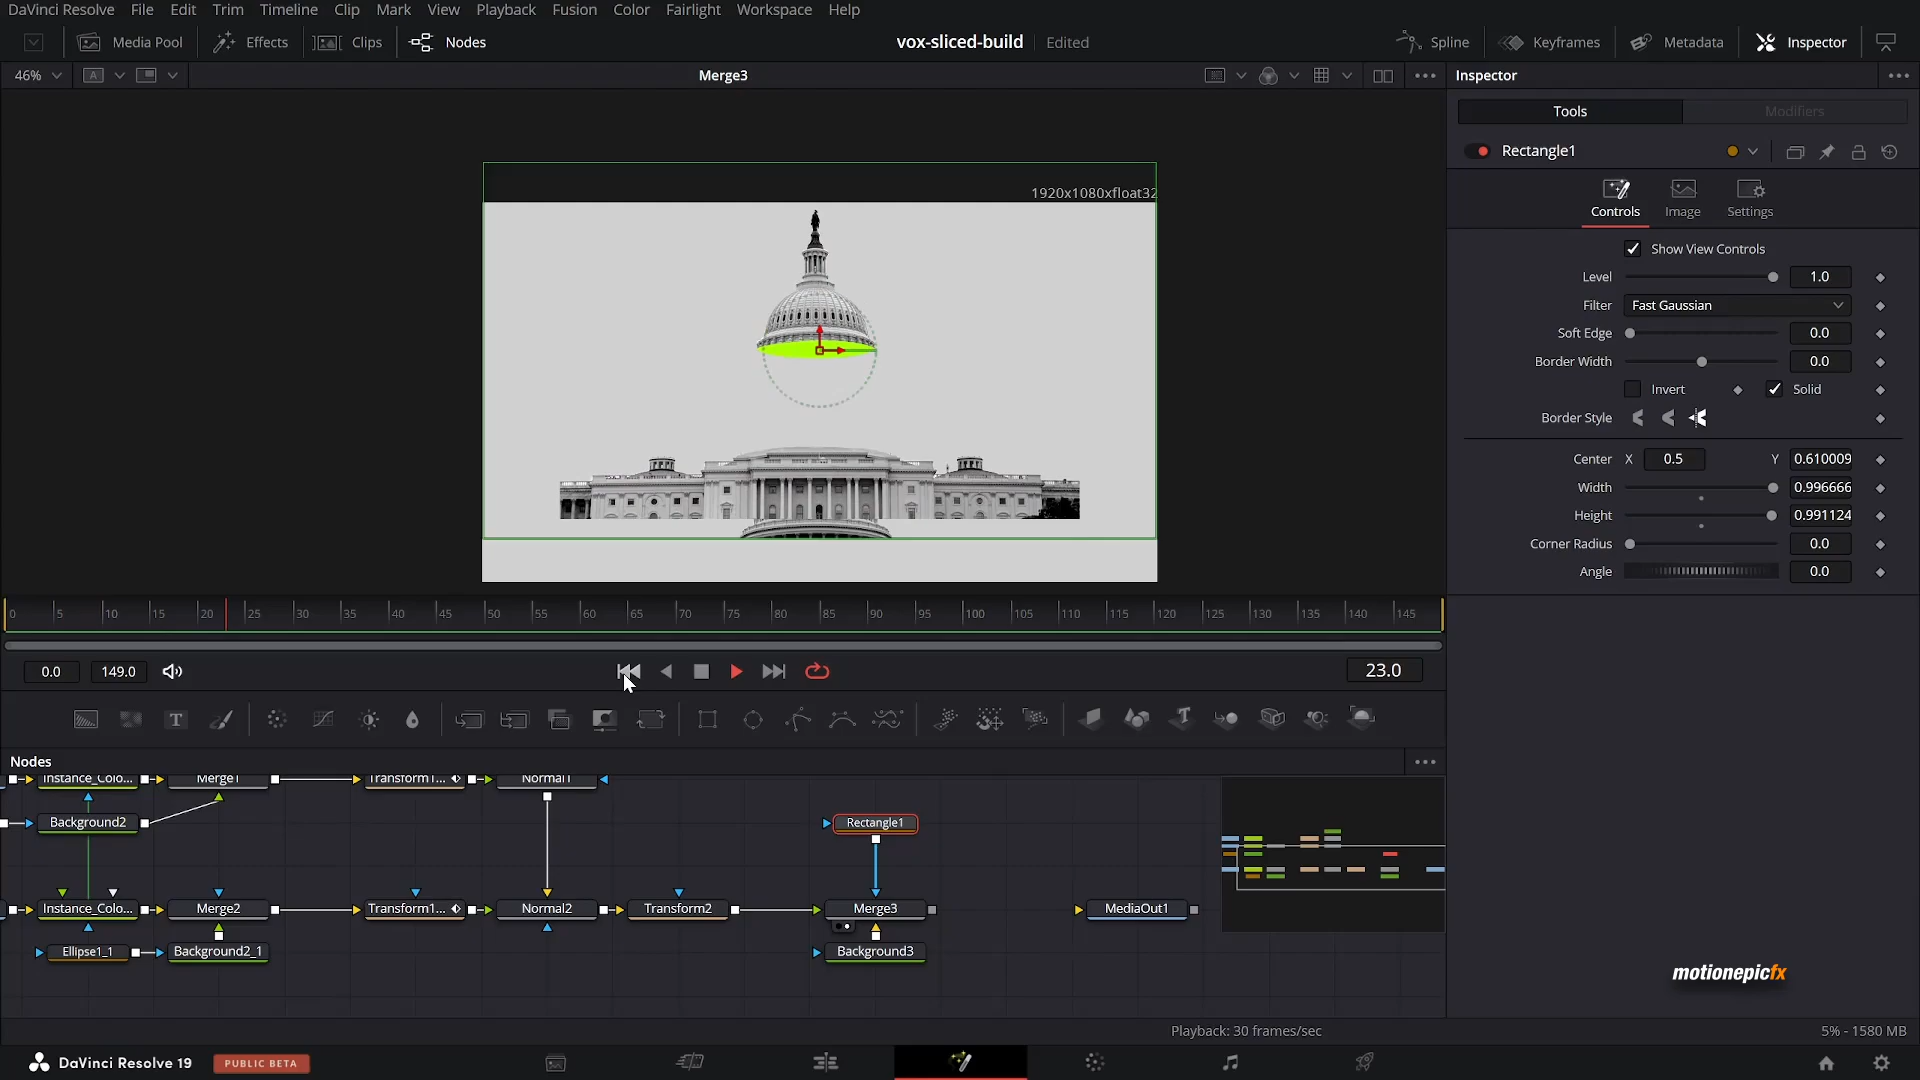 DaVinci Resolve File Edit Trim Timeline Clip Mark View Playback Fusion Color Fairlight Workspace Help
Media Pool Effects Clips Nodes vox-sliced-build Edited Spline Keyframes Metadata Inspector
46% A Merge3 Inspector
Tools Modifiers
Rectangle1
1920x1080xfloat32
Controls Image Settings
Show View Controls
Level 1.0
Filter Fast Gaussian
Soft Edge 0.0
Border Width 0.0
Invert Solid
Border Style
Center X 0.5 Y 0.610009
Width 0.996666
Height 0.991124
Corner Radius 0.0
Angle 0.0
0 5 10 15 20 25 30 35 40 45 50 55 60 65 70 75 80 85 90 95 100 105 110 115 120 125 130 135 140 145
0.0 149.0 23.0
T T
Nodes
Instance_Colo... Merge1 Transform1... Normal1
Background2 Rectangle1
Instance_Colo... Merge2 Transform1... Normal2 Transform2 Merge3 MediaOut1
Ellipse1_1 Background2_1 Background3
motionepicfx
Playback: 30 frames/sec 5% - 1580 MB
DaVinci Resolve 19 PUBLIC BETA